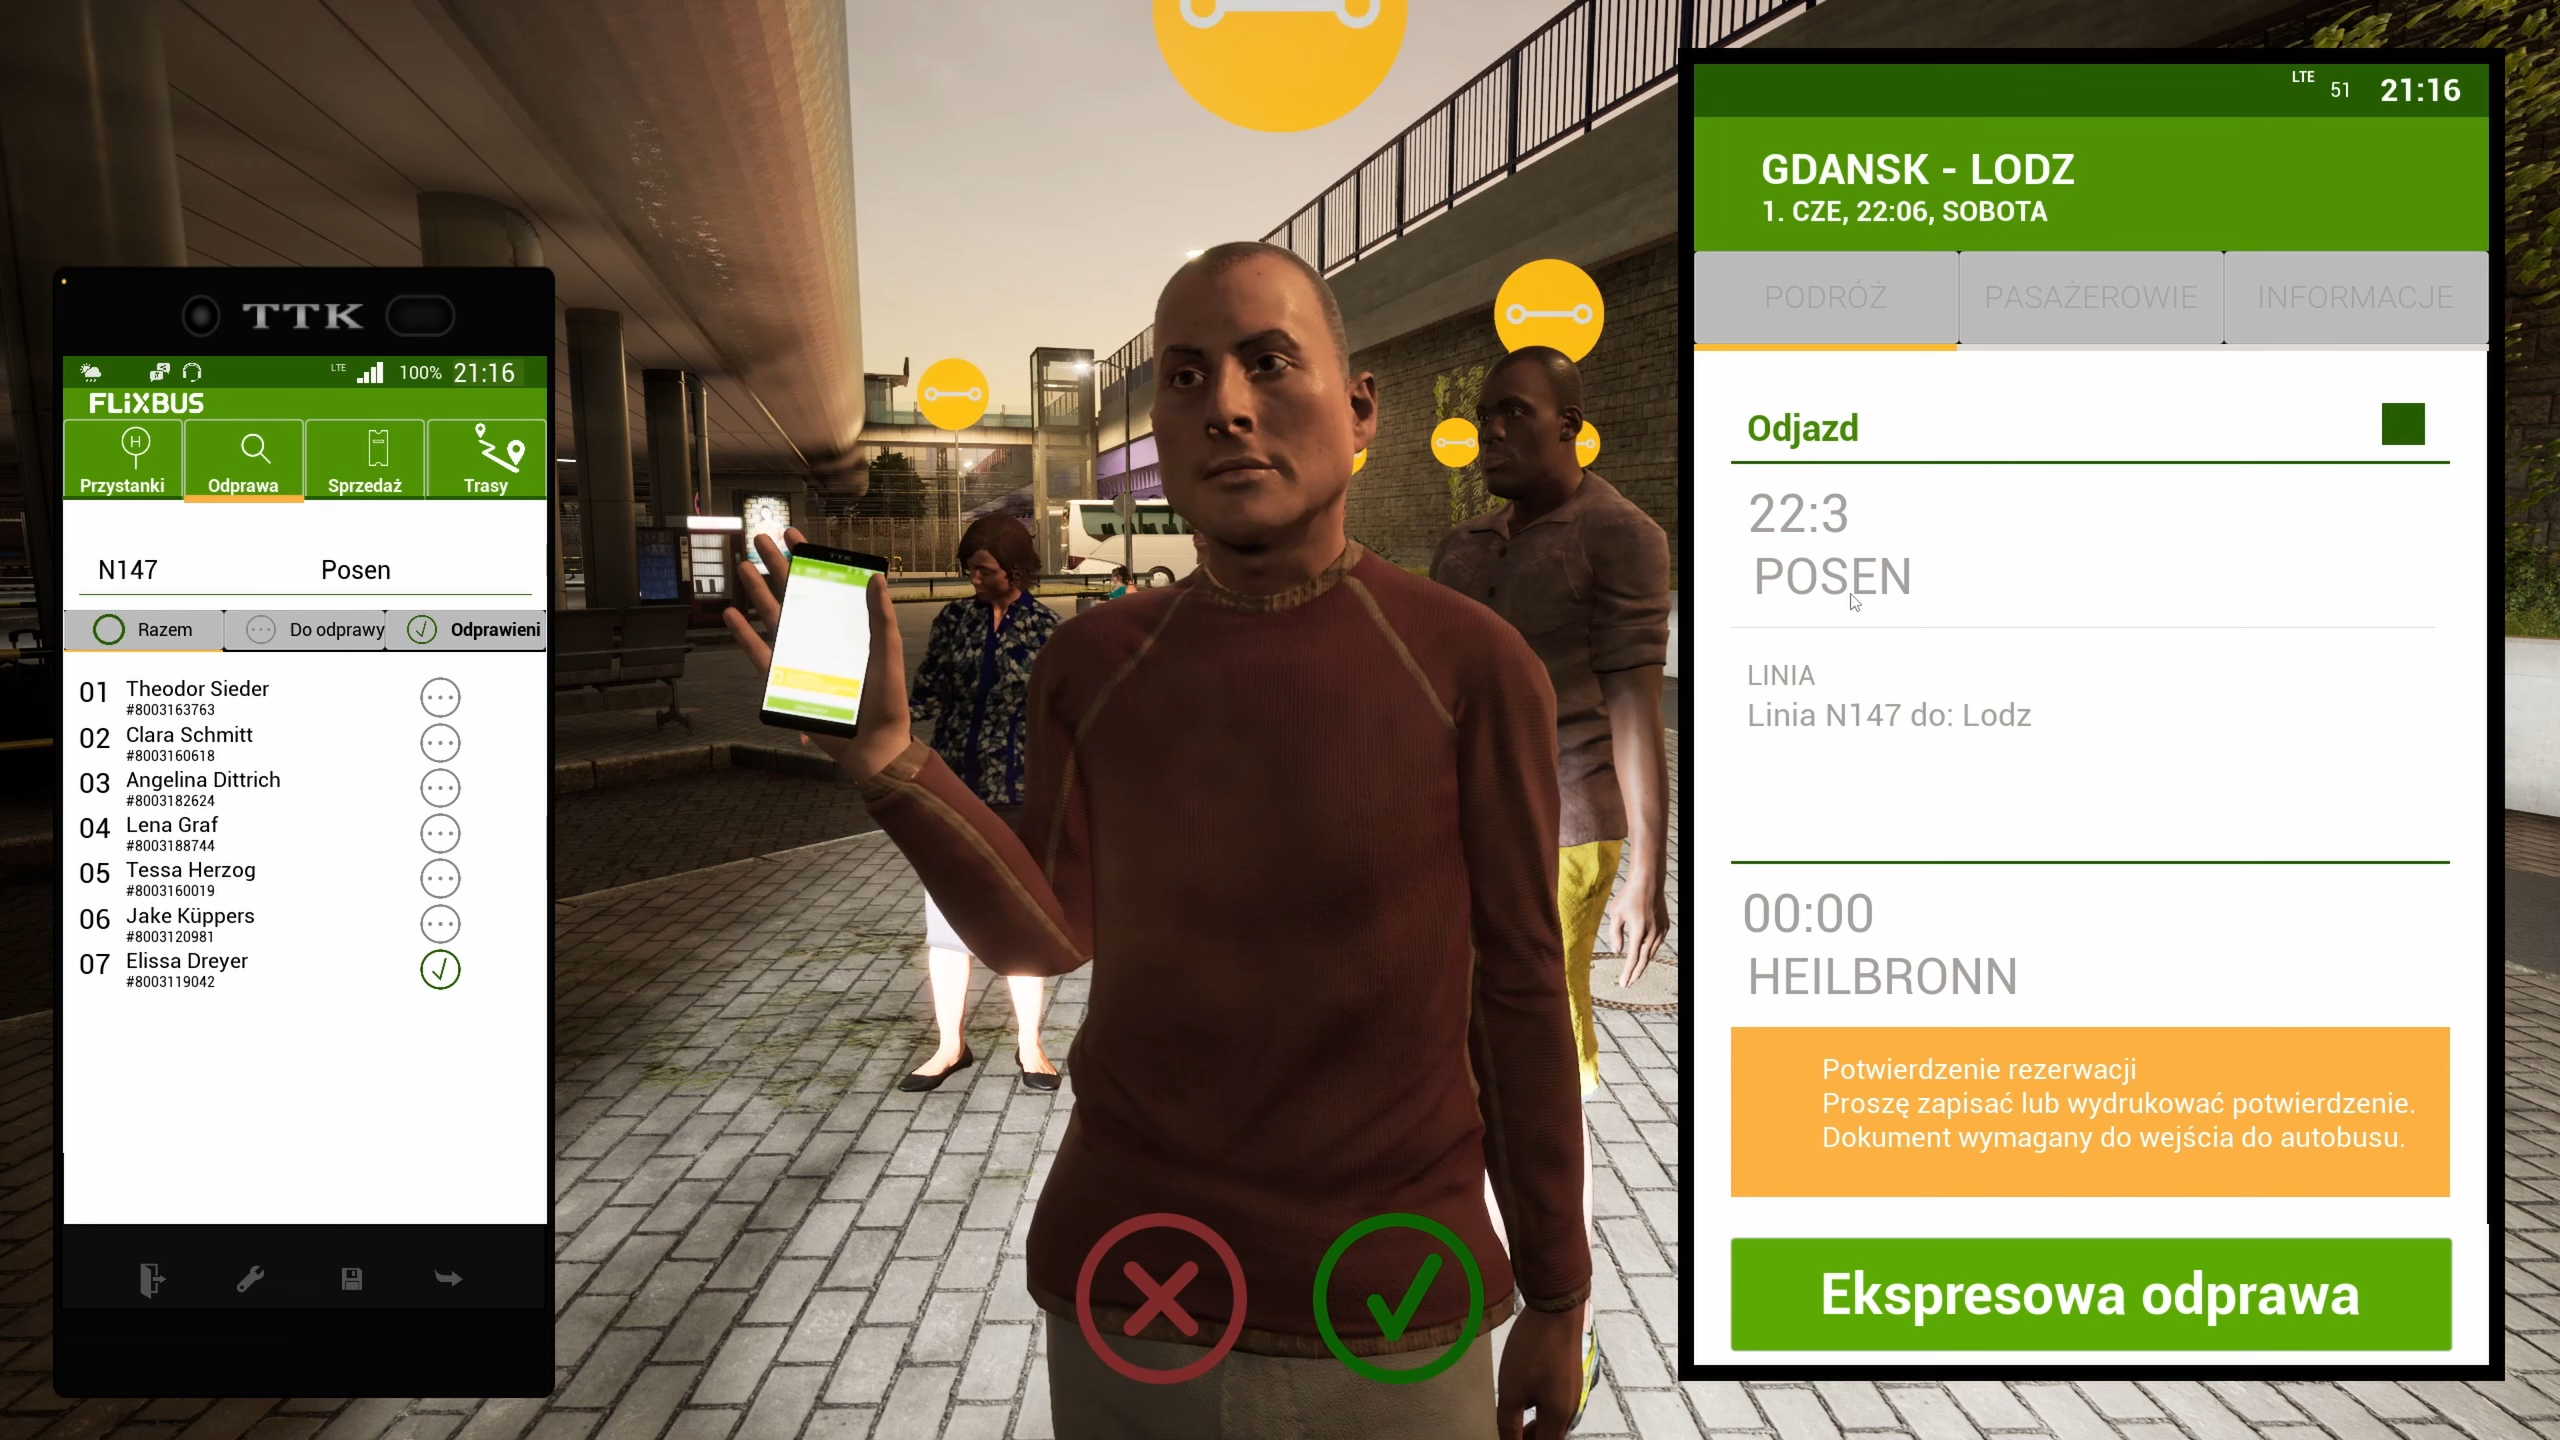 TTK
LTE 100% 21:16
FLiXBUS
Przystanki Odprawa Sprzedaż Trasy
N147 Posen
Razem Do odprawy Odprawieni
01 Theodor Sieder
#8003163763
02 Clara Schmitt
#8003160618
03 Angelina Dittrich
#8003182624
04 Lena Graf
#8003188744
05 Tessa Herzog
#8003160019
06 Jake Küppers
#8003120981
07 Elissa Dreyer
#8003119042
TTK
LTE 51 21:16
GDANSK - LODZ
1. CZE, 22:06, SOBOTA
PODRÓŻ PASAŻEROWIE INFORMACJE
Odjazd
22:3
POSEN
LINIA
Linia N147 do: Lodz
00:00
HEILBRONN
Potwierdzenie rezerwacji
Proszę zapisać lub wydrukować potwierdzenie.
Dokument wymagany do wejścia do autobusu.
Ekspresowa odprawa